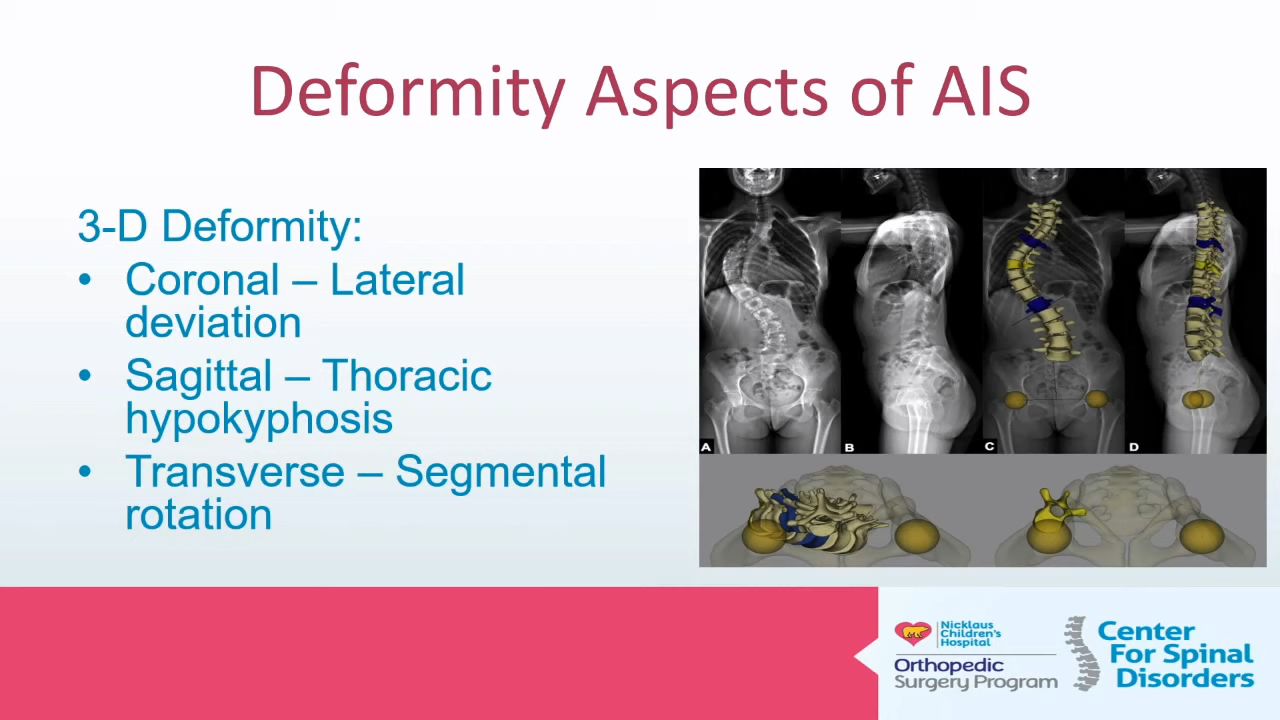 Deformity Aspects of AIS
3-D Deformity:
• Coronal – Lateral
deviation
• Sagittal – Thoracic
hypokyphosis
• Transverse – Segmental
rotation
A B C D
Nicklaus
Children's
Hospital
Orthopedic
Surgery Program
Center
For Spinal
Disorders